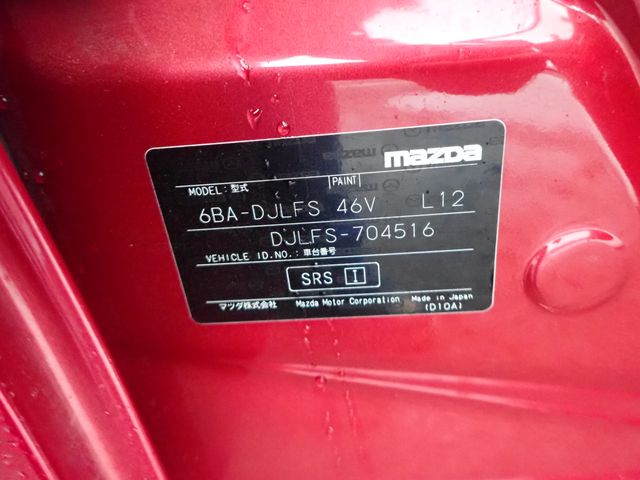 mazda
MODEL: 型式 PAINT
6BA-DJLFS 46V L12
DJLFS-704516
VEHICLE ID.NO.: 車台番号
SRS I
マツダ株式会社 Mazda Motor Corporation Made in Japan
(D10A)